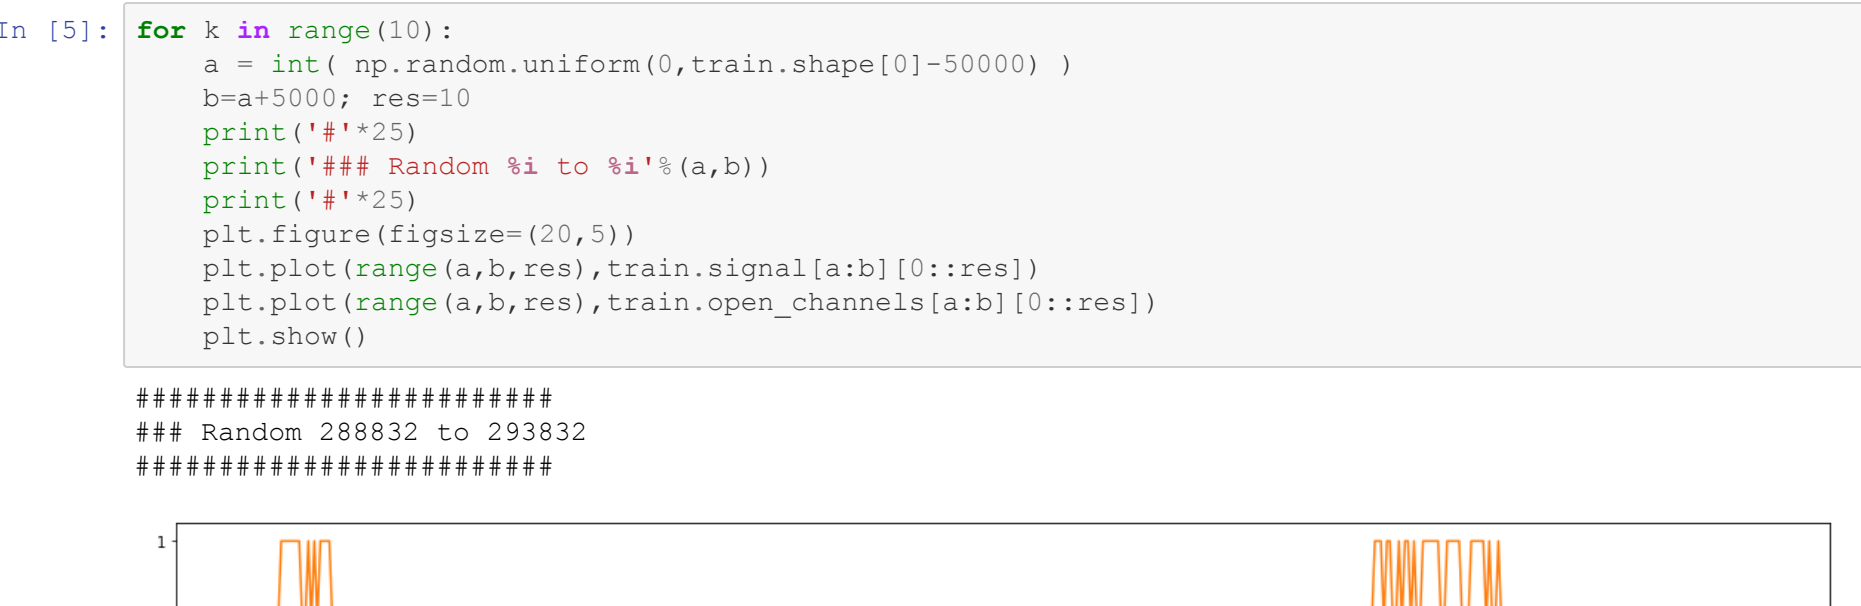 In [5]: for k in range(10):
    a = int( np.random.uniform(0,train.shape[0]-50000) )
    b=a+5000; res=10
    print('#'*25)
    print('### Random %i to %i'%(a,b))
    print('#'*25)
    plt.figure(figsize=(20,5))
    plt.plot(range(a,b,res),train.signal[a:b][0::res])
    plt.plot(range(a,b,res),train.open_channels[a:b][0::res])
    plt.show()
#########################
### Random 288832 to 293832
#########################
1